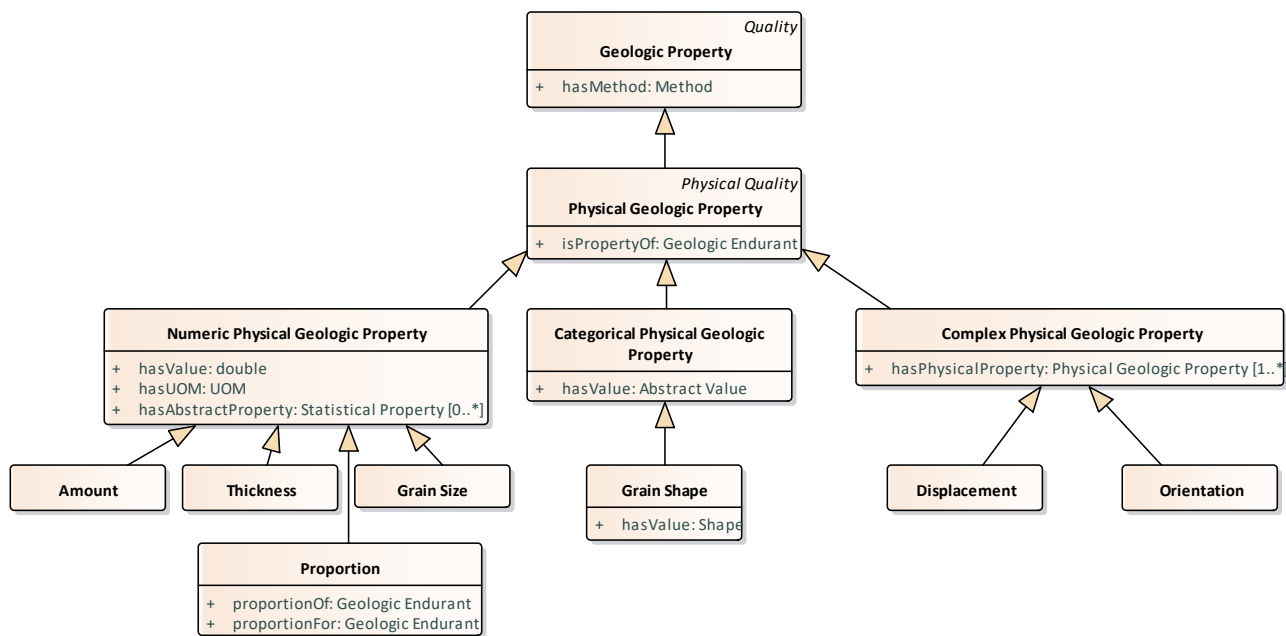 Quality
Geologic Property
+ hasMethod: Method
Physical Quality
Physical Geologic Property
+ isPropertyOf: Geologic Endurant
Numeric Physical Geologic Property
+ hasValue: double
+ hasUOM: UOM
+ hasAbstractProperty: Statistical Property [0..*]
Categorical Physical Geologic
Property
+ hasValue: Abstract Value
Complex Physical Geologic Property
+ hasPhysicalProperty: Physical Geologic Property [1..*]
Amount
Thickness
Grain Size
Grain Shape
+ hasValue: Shape
Displacement
Orientation
Proportion
+ proportionOf: Geologic Endurant
+ proportionFor: Geologic Endurant